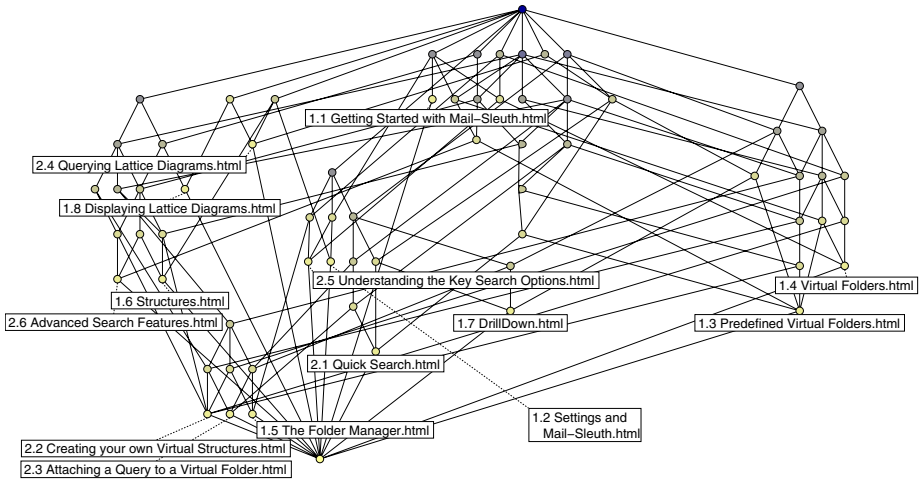 1.1 Getting Started with Mail−Sleuth.html
2.4 Querying Lattice Diagrams.html
1.8 Displaying Lattice Diagrams.html
2.5 Understanding the Key Search Options.html
1.4 Virtual Folders.html
1.6 Structures.html
2.6 Advanced Search Features.html
1.7 DrillDown.html
1.3 Predefined Virtual Folders.html
2.1 Quick Search.html
1.2 Settings and
Mail−Sleuth.html
1.5 The Folder Manager.html
2.2 Creating your own Virtual Structures.html
2.3 Attaching a Query to a Virtual Folder.html